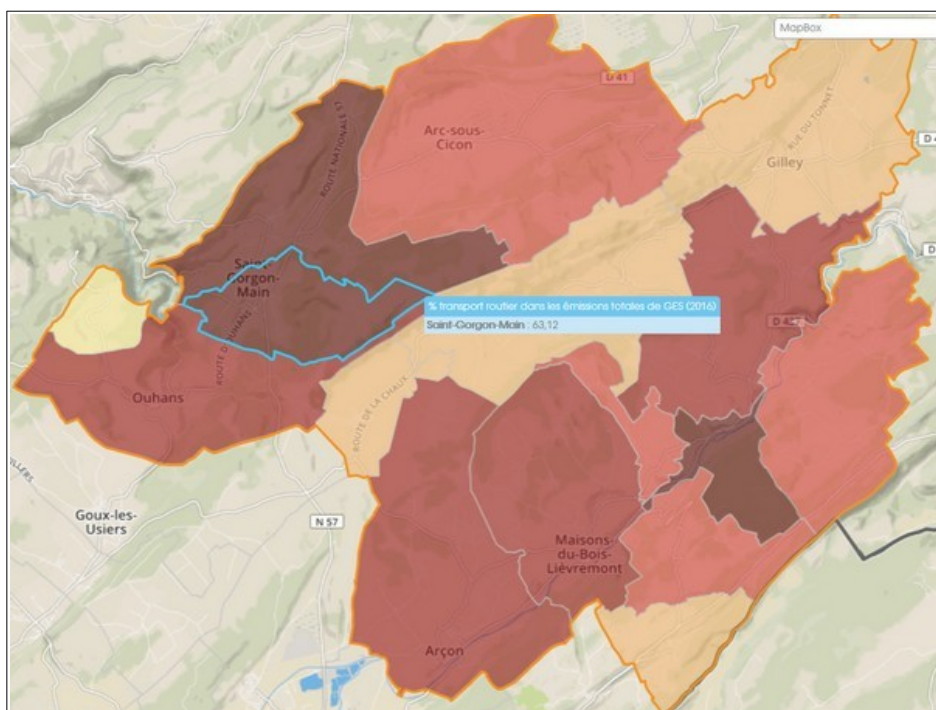 MapBox
D 41
ROUTE NATIONALE 57
Arc-sous-
Cicon
RUE DU TONNET
Gilley
D 4
D
Saint-
Gorgon-
Main
% transport routier dans les émissions totales de GES (2016)
Saint-Gorgon-Main : 63,12
ROUTE D'OUHANS
Ouhans
ROUTE DE LA CHAUX
Goux-les-
Usiers
N 57
Maisons-
du-Bois-
Lièvremont
Arçon